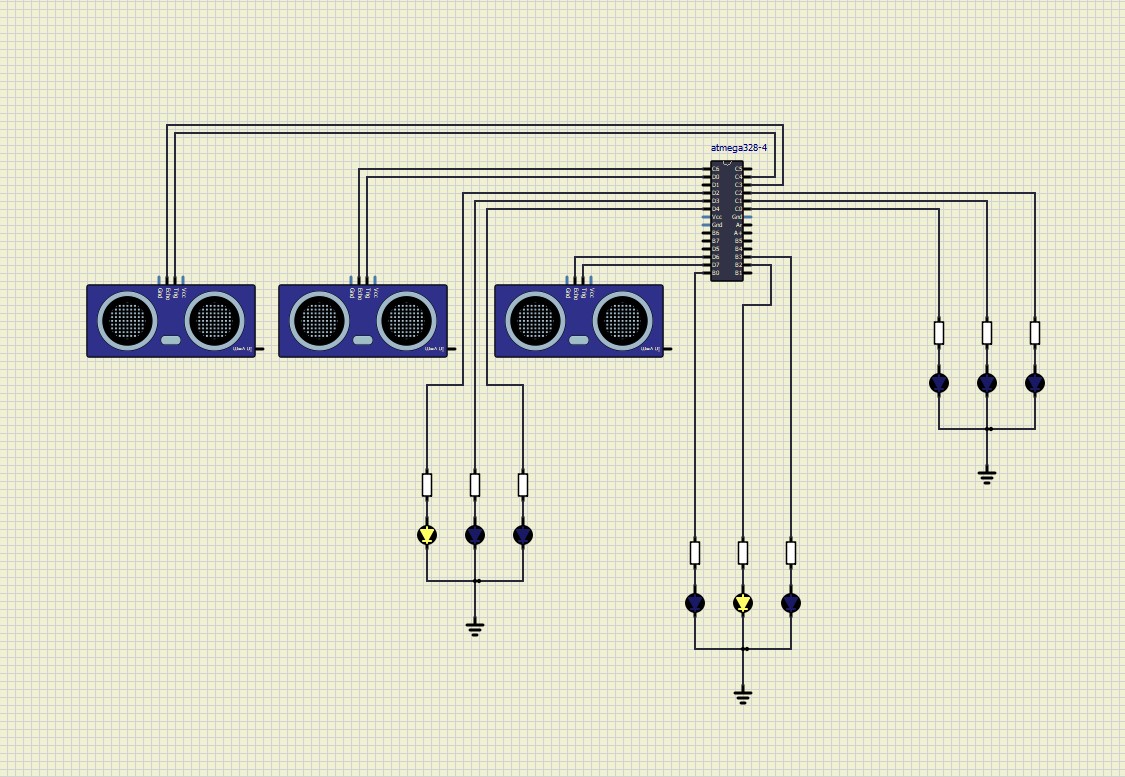 atmega328-4
C6 C5
D0 C4
D1 C3
D2 C2
D3 C1
D4 C0
Vcc Gnd
Gnd Ar
B6 A+
B7 B5
D5 B4
D6 B3
D7 B2
B0 B1
Gnd Echo Trig Vcc
Gnd Echo Trig Vcc
Gnd Echo Trig Vcc